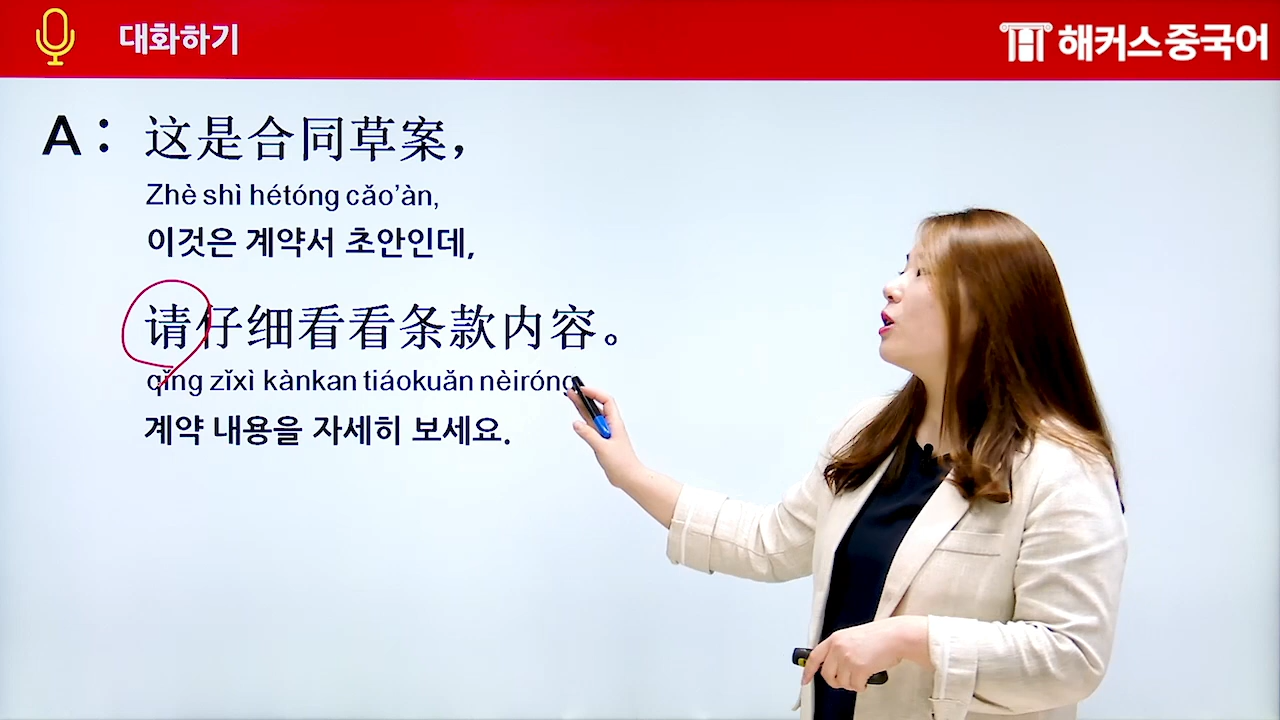 대화하기
해커스중국어
A：这是合同草案，
Zhè shì hétóng cǎo’àn,
이것은 계약서 초안인데,
请仔细看看条款内容。
qǐng zǐxì kànkan tiáokuǎn nèiróng
계약 내용을 자세히 보세요.